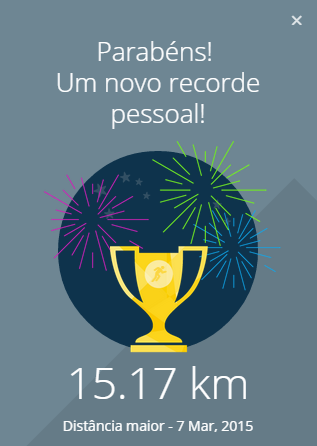 Parabéns!
Um novo recorde
pessoal!
15.17 km
Distância maior - 7 Mar, 2015